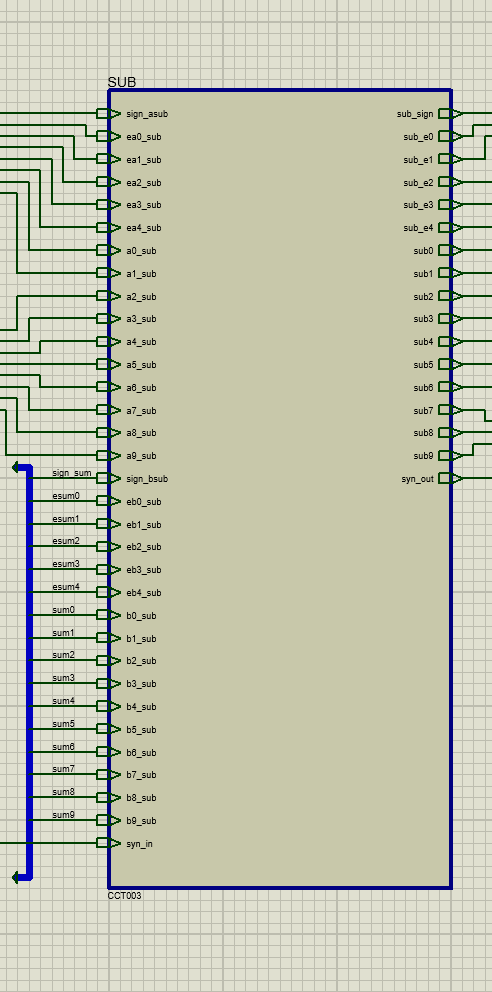 SUB
sign_asub sub_sign
ea0_sub sub_e0
ea1_sub sub_e1
ea2_sub sub_e2
ea3_sub sub_e3
ea4_sub sub_e4
a0_sub sub0
a1_sub sub1
a2_sub sub2
a3_sub sub3
a4_sub sub4
a5_sub sub5
a6_sub sub6
a7_sub sub7
a8_sub sub8
a9_sub sub9
sign_sum sign_bsub syn_out
esum0 eb0_sub
esum1 eb1_sub
esum2 eb2_sub
esum3 eb3_sub
esum4 eb4_sub
sum0 b0_sub
sum1 b1_sub
sum2 b2_sub
sum3 b3_sub
sum4 b4_sub
sum5 b5_sub
sum6 b6_sub
sum7 b7_sub
sum8 b8_sub
sum9 b9_sub
syn_in
CCT003